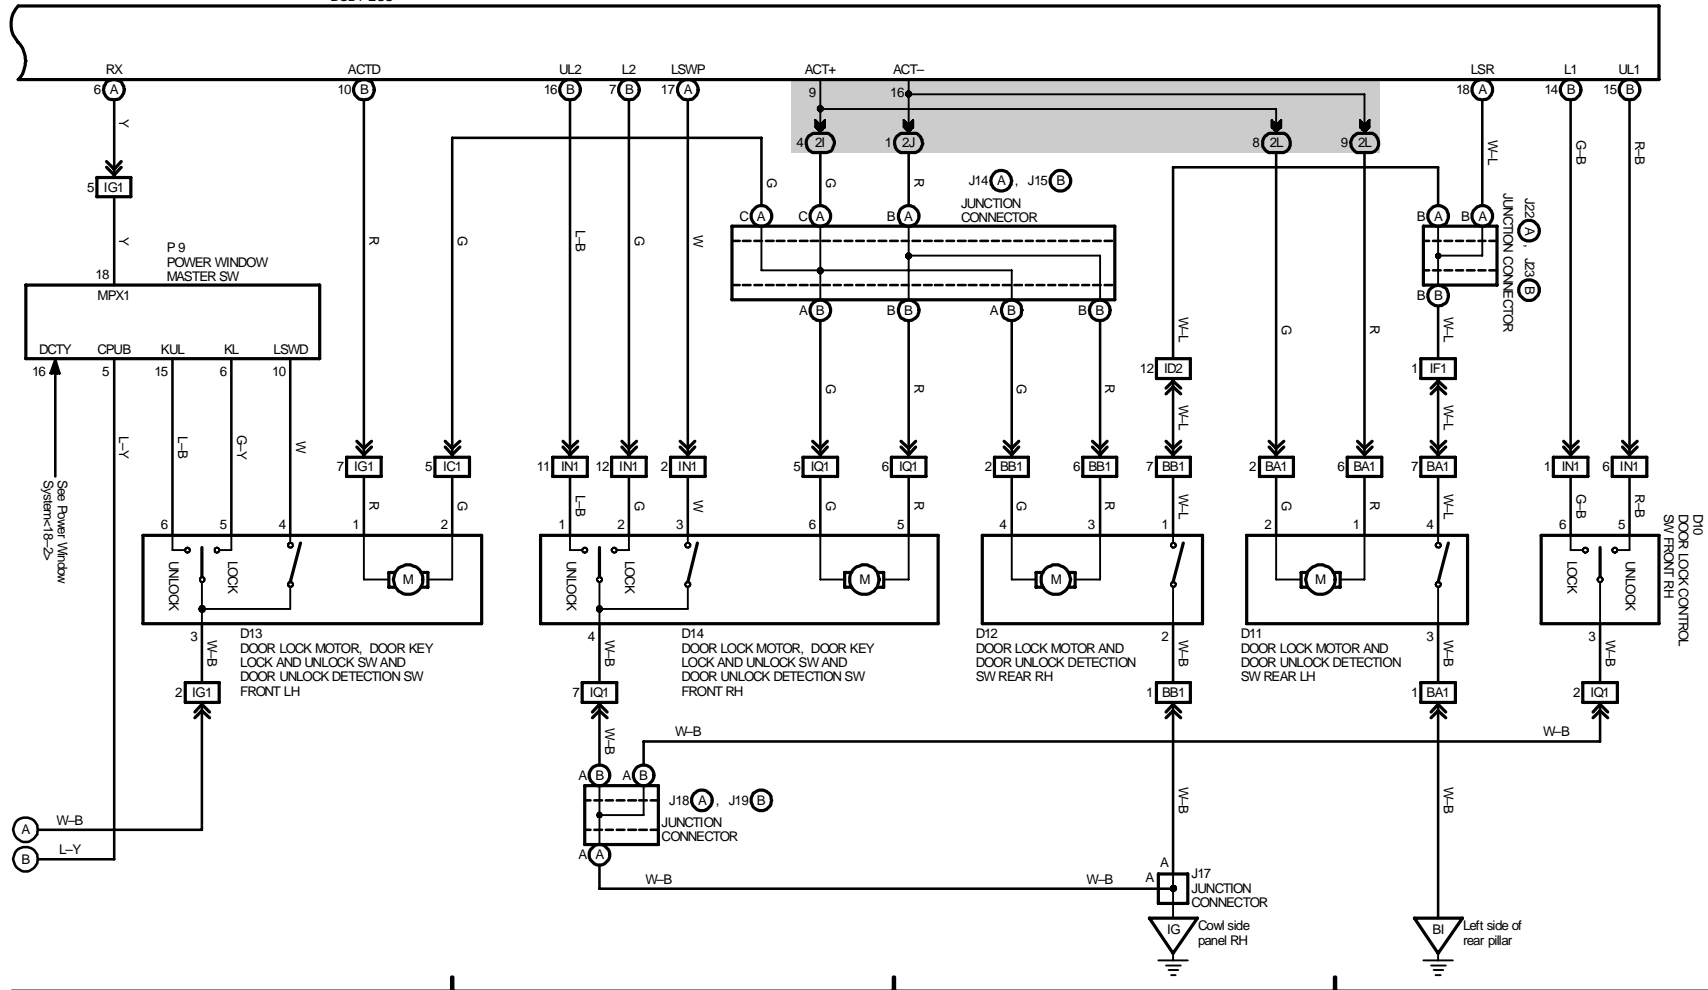 RX ACTD UL2 L2 LSWP ACT+ ACT– LSR L1 UL1
6 A 10 B 16 B 7 B 17 A 9 16 18 A 14 B 15 B
4 2I 1 2J 8 2L 9 2L
Y W–L G–B R–B
5 IG1
G G R
J14 A , J15 B
JUNCTION
CONNECTOR
C A C A B A B A B A
J22 A , J23 B
JUNCTION CONNECTOR
Y R G L–B G W
P 9
POWER WINDOW
MASTER SW
18
MPX1
A B B B A B B B B B
DCTY CPUB KUL KL LSWD
16 5 15 6 10
W–L W–L
12 ID2 1 IF1
G R G R G R
W–L W–L
L–Y L–B G–Y W
7 IG1 5 IC1 11 IN1 12 IN1 2 IN1 5 IQ1 6 IQ1 2 BB1 6 BB1 7 BB1 2 BA1 6 BA1 7 BA1 1 IN1 6 IN1
See Power Window
System<18–2>
R G L–B G W G R G R W–L G R W–L G–B R–B
6 5 4 1 2 1 2 3 6 5 4 3 1 2 1 4 6 5
D10
DOOR LOCK CONTROL
SW FRONT RH
UNLOCK LOCK M UNLOCK LOCK M M M LOCK UNLOCK
3 4 2 3 3
W–B W–B W–B W–B W–B
D13
DOOR LOCK MOTOR, DOOR KEY
LOCK AND UNLOCK SW AND
DOOR UNLOCK DETECTION SW
FRONT LH
D14
DOOR LOCK MOTOR, DOOR KEY
LOCK AND UNLOCK SW AND
DOOR UNLOCK DETECTION SW
FRONT RH
D12
DOOR LOCK MOTOR AND
DOOR UNLOCK DETECTION
SW REAR RH
D11
DOOR LOCK MOTOR AND
DOOR UNLOCK DETECTION
SW REAR LH
2 IG1 7 IQ1 1 BB1 1 BA1 2 IQ1
W–B W–B W–B
A B A B
J18 A , J19 B
JUNCTION
CONNECTOR
W–B W–B
A W–B
B L–Y
A A
W–B W–B A A
J17
JUNCTION
CONNECTOR
IG Cowl side
panel RH
BI Left side of
rear pillar